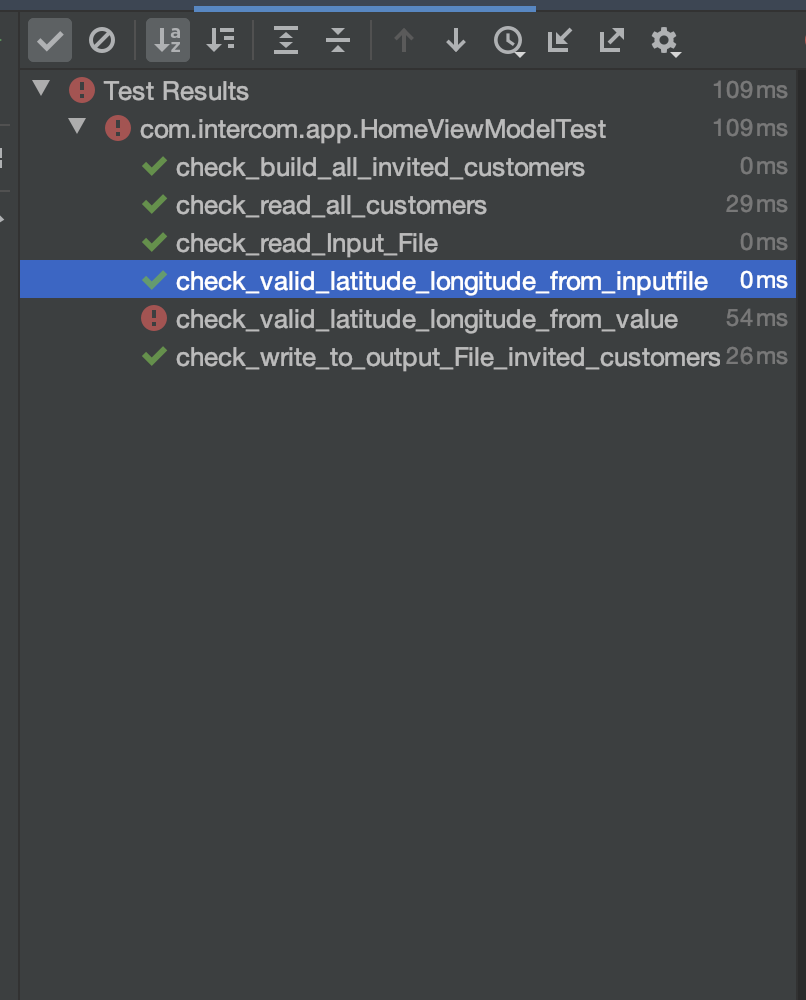 Test Results 109 ms
com.intercom.app.HomeViewModelTest 109 ms
check_build_all_invited_customers 0 ms
check_read_all_customers 29 ms
check_read_Input_File 0 ms
check_valid_latitude_longitude_from_inputfile 0 ms
check_valid_latitude_longitude_from_value 54 ms
check_write_to_output_File_invited_customers 26 ms